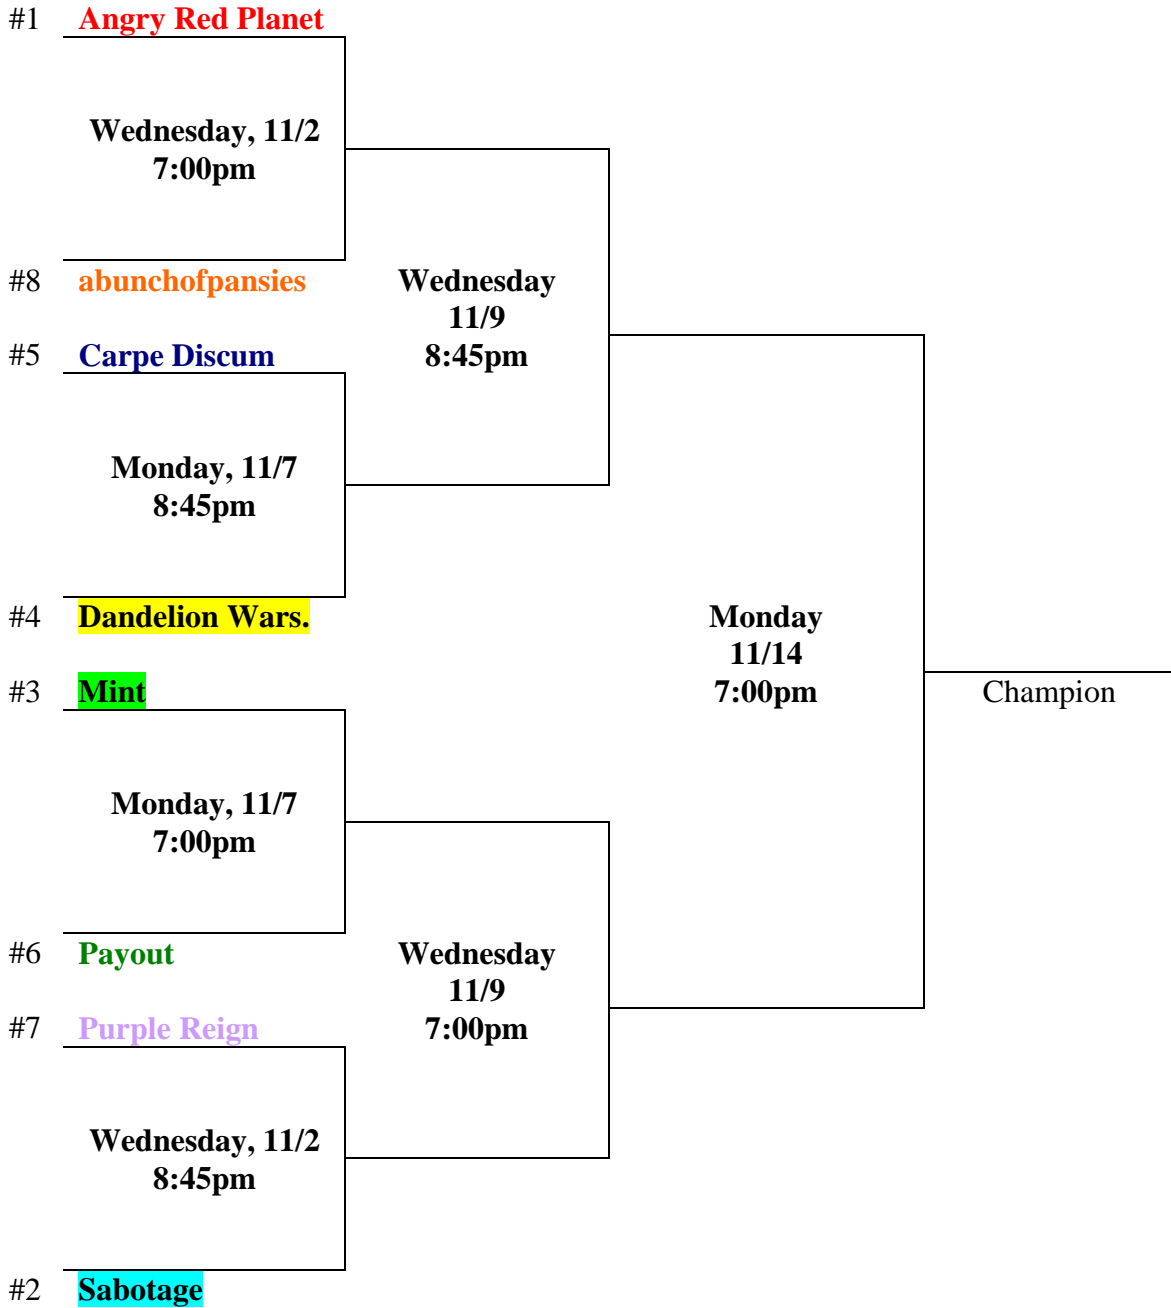 #1 Angry Red Planet
Wednesday, 11/2
7:00pm
#8 abunchofpansies
Wednesday
11/9
8:45pm
#5 Carpe Discum
Monday, 11/7
8:45pm
#4 Dandelion Wars.
Monday
11/14
7:00pm
Champion
#3 Mint
Monday, 11/7
7:00pm
#6 Payout
Wednesday
11/9
7:00pm
#7 Purple Reign
Wednesday, 11/2
8:45pm
#2 Sabotage